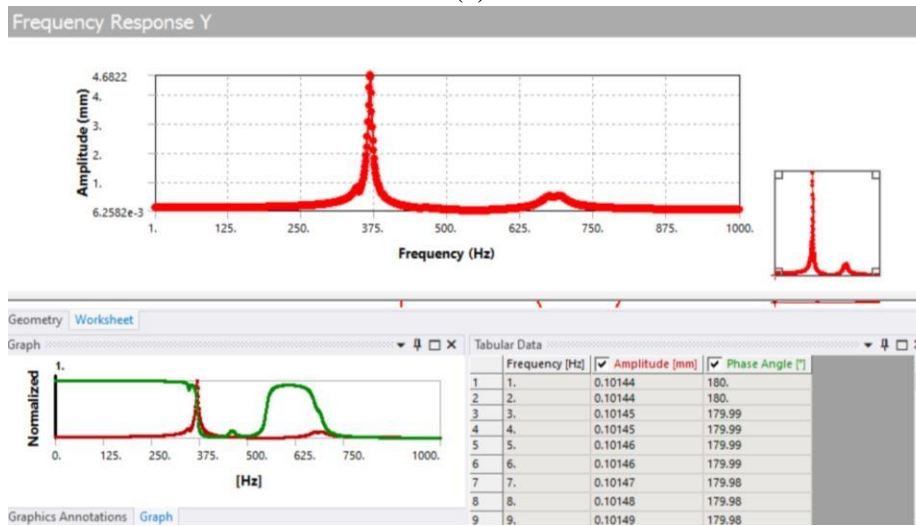 Frequency Response Y
4.6822
4.
3.
2.
1.
6.2582e-3
Amplitude (mm)
1. 125. 250. 375. 500. 625. 750. 875. 1000.
Frequency (Hz)
Geometry Worksheet
Graph
1.
Normalized
0. 125. 250. 375. 500. 625. 750. 1000.
[Hz]
Graphics Annotations Graph
Tabular Data
Frequency [Hz] Amplitude [mm] Phase Angle [°]
1 1. 0.10144 180.
2 2. 0.10144 180.
3 3. 0.10145 179.99
4 4. 0.10145 179.99
5 5. 0.10146 179.99
6 6. 0.10146 179.99
7 7. 0.10147 179.98
8 8. 0.10148 179.98
9 9. 0.10149 179.98